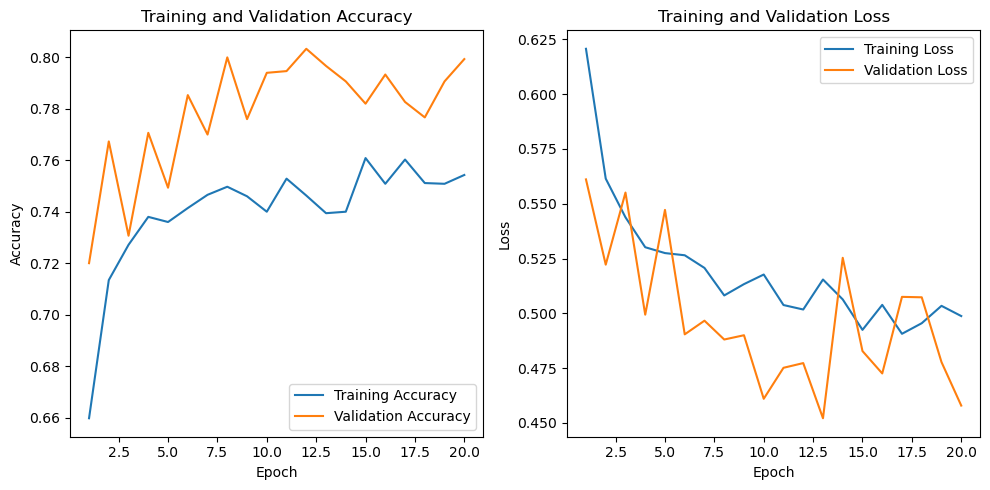 Training and Validation Accuracy
0.80
0.78
0.76
0.74
0.72
0.70
0.68
0.66
Accuracy
Training Accuracy
Validation Accuracy
2.5 5.0 7.5 10.0 12.5 15.0 17.5 20.0
Epoch
Training and Validation Loss
0.625
0.600
0.575
0.550
0.525
0.500
0.475
0.450
Loss
Training Loss
Validation Loss
2.5 5.0 7.5 10.0 12.5 15.0 17.5 20.0
Epoch